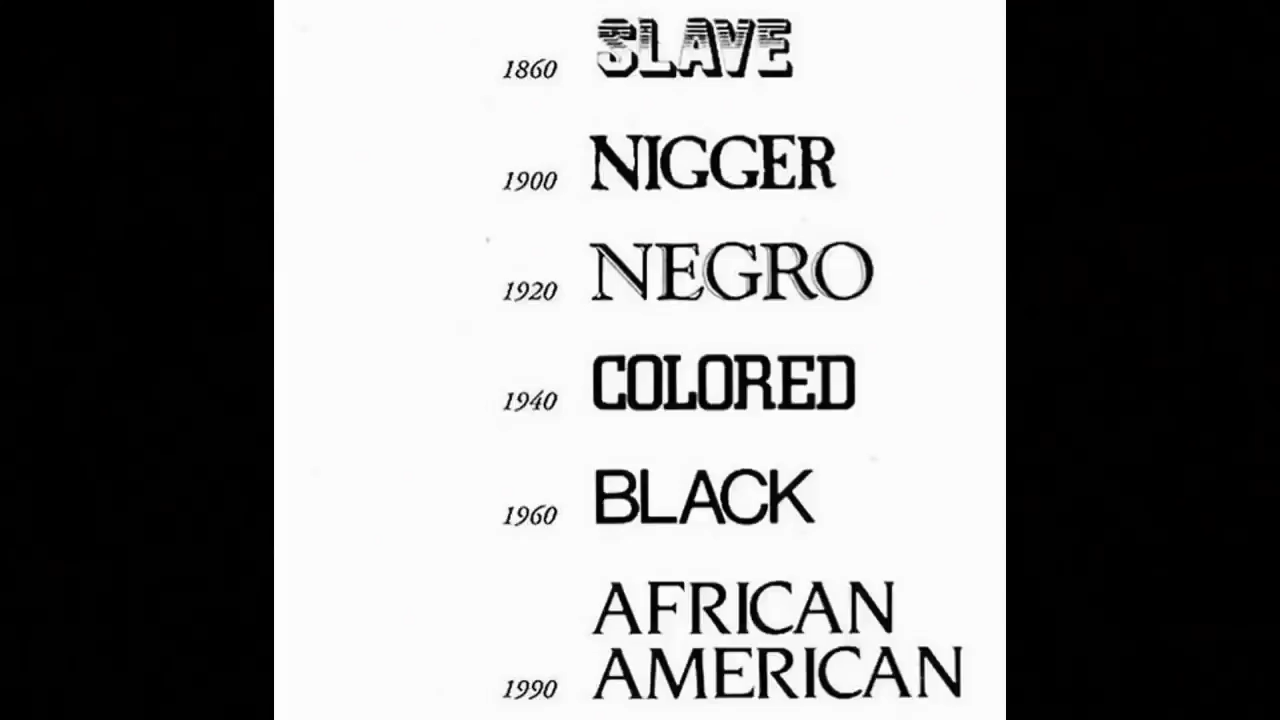 1860 SLAVE
1900 NIGGER
1920 NEGRO
1940 COLORED
1960 BLACK
AFRICAN
1990 AMERICAN